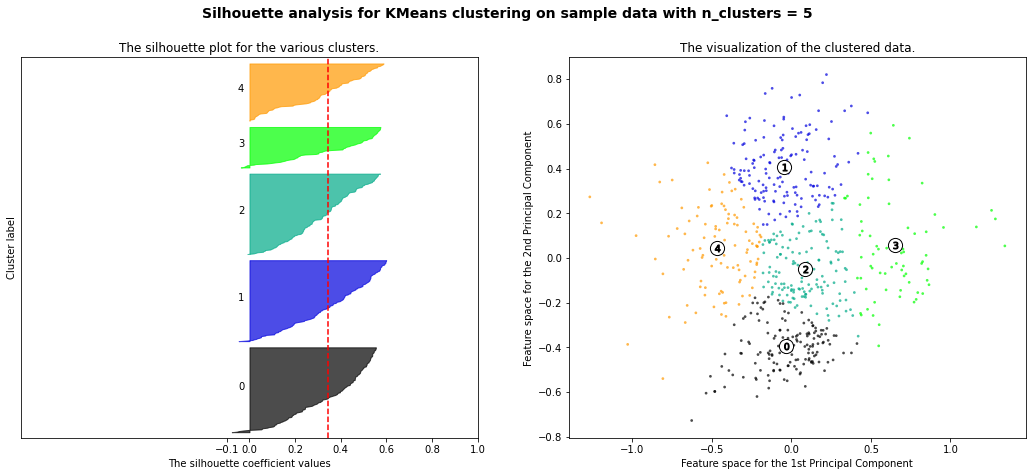 Silhouette analysis for KMeans clustering on sample data with n_clusters = 5
The silhouette plot for the various clusters.
Cluster label
4
3
2
1
0
−0.1 0.0 0.2 0.4 0.6 0.8 1.0
The silhouette coefficient values
The visualization of the clustered data.
Feature space for the 2nd Principal Component
0.8
0.6
0.4
0.2
0.0
−0.2
−0.4
−0.6
−0.8
1
3
4
2
0
−1.0 −0.5 0.0 0.5 1.0
Feature space for the 1st Principal Component